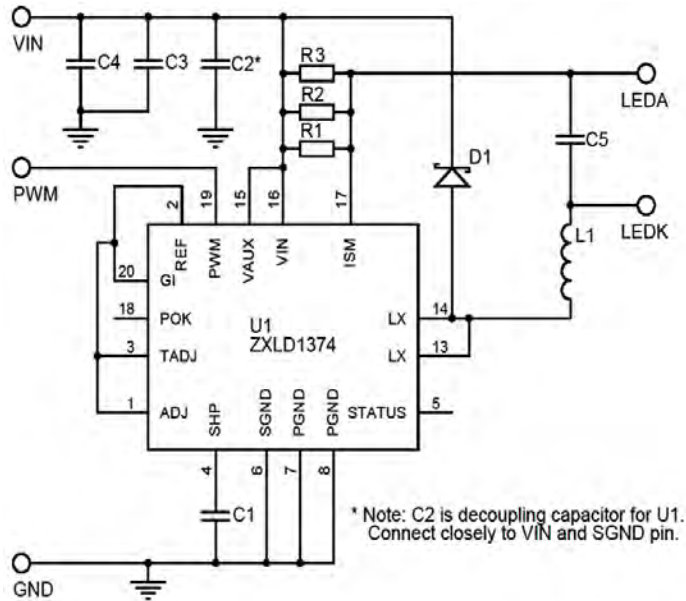 VIN
C4
C3
C2*
R3
R2
R1
LEDA
C5
D1
LEDK
L1
PWM
2
19
15
16
17
REF
PWM
VAUX
VIN
ISM
20
GI
18
POK
3
TADJ
1
ADJ
U1
ZXLD1374
LX
14
LX
13
STATUS
5
SHP
SGND
PGND
PGND
4
6
7
8
C1
* Note: C2 is decoupling capacitor for U1.
Connect closely to VIN and SGND pin.
GND